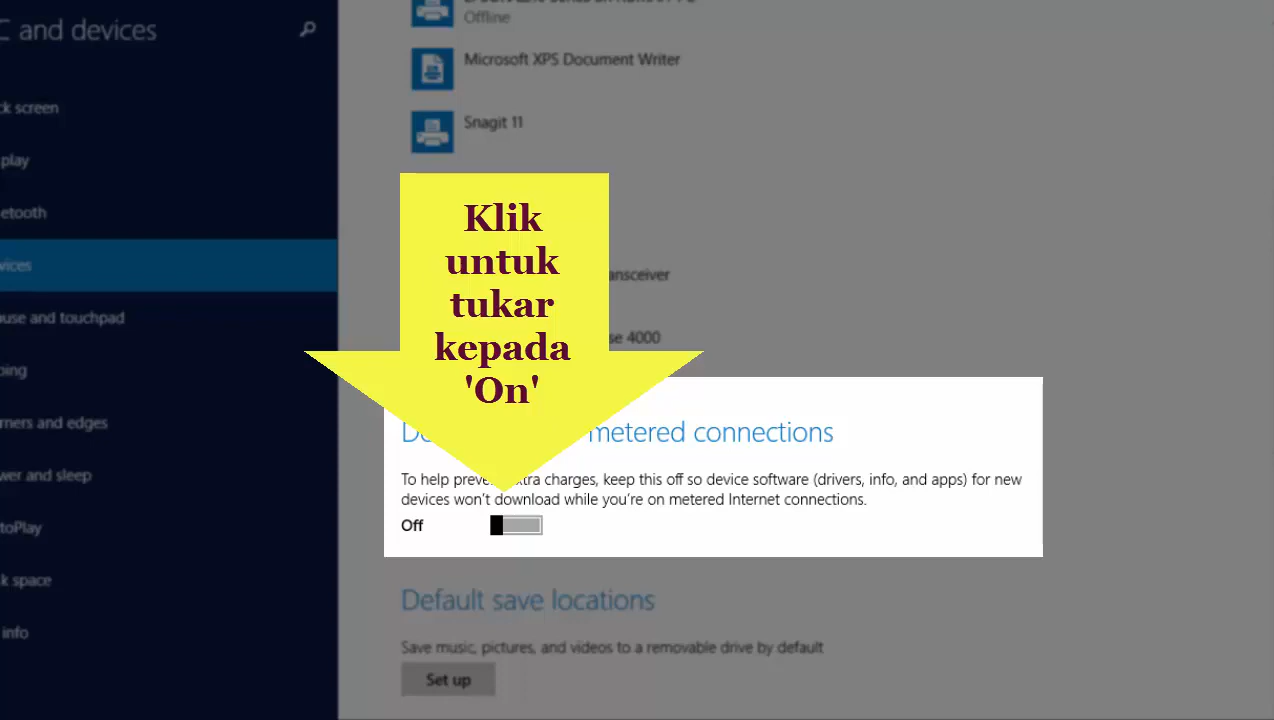 C and devices
ck screen
play
etooth
vices
use and touchpad
ping
rners and edges
wer and sleep
toPlay
k space
info
Offline
Microsoft XPS Document Writer
Snagit 11
ansceiver
se 4000
Klik
untuk
tukar
kepada
'On'
metered connections
To help preve xtra charges, keep this off so device software (drivers, info, and apps) for new
devices won't download while you're on metered Internet connections.
Off
Default save locations
Save music, pictures, and videos to a removable drive by default
Set up